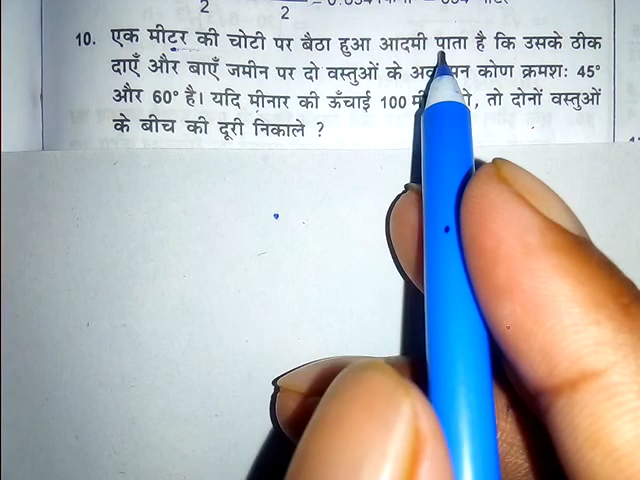 10. एक मीटर की चोटी पर बैठा हुआ आदमी पाता है कि उसके ठीक
दाएँ और बाएँ जमीन पर दो वस्तुओं के कोण क्रमशः 45°
और 60° है। यदि मीनार की ऊँचाई 100 तो दोनों वस्तुओं
के बीच की दूरी निकाले ?